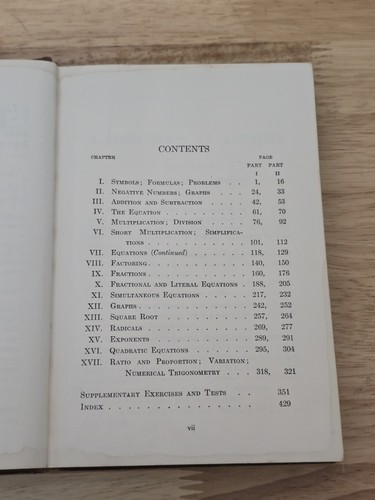 CONTENTS
CHAPTER PAGE
PART PART
I II
I. Symbols; Formulas; Problems . . . 1, 16
II. Negative Numbers; Graphs . . . 24, 33
III. Addition and Subtraction . . . . 42, 53
IV. The Equation . . . . . . . 61, 70
V. Multiplication; Division . . . . 76, 92
VI. Short Multiplication; Simplifica-
tions . . . . . . . . . 101, 112
VII. Equations (Continued) . . . . . 118, 129
VIII. Factoring . . . . . . . . 140, 150
IX. Fractions . . . . . . . . 160, 176
X. Fractional and Literal Equations . 188, 205
XI. Simultaneous Equations . . . . 217, 232
XII. Graphs . . . . . . . . . 242, 252
XIII. Square Root . . . . . . . 257, 264
XIV. Radicals . . . . . . . . 269, 277
XV. Exponents . . . . . . . . 289, 291
XVI. Quadratic Equations . . . . . 295, 304
XVII. Ratio and Proportion; Variation;
Numerical Trigonometry . . . 318, 321
Supplementary Exercises and Tests . . 351
Index . . . . . . . . . . . 429
vii